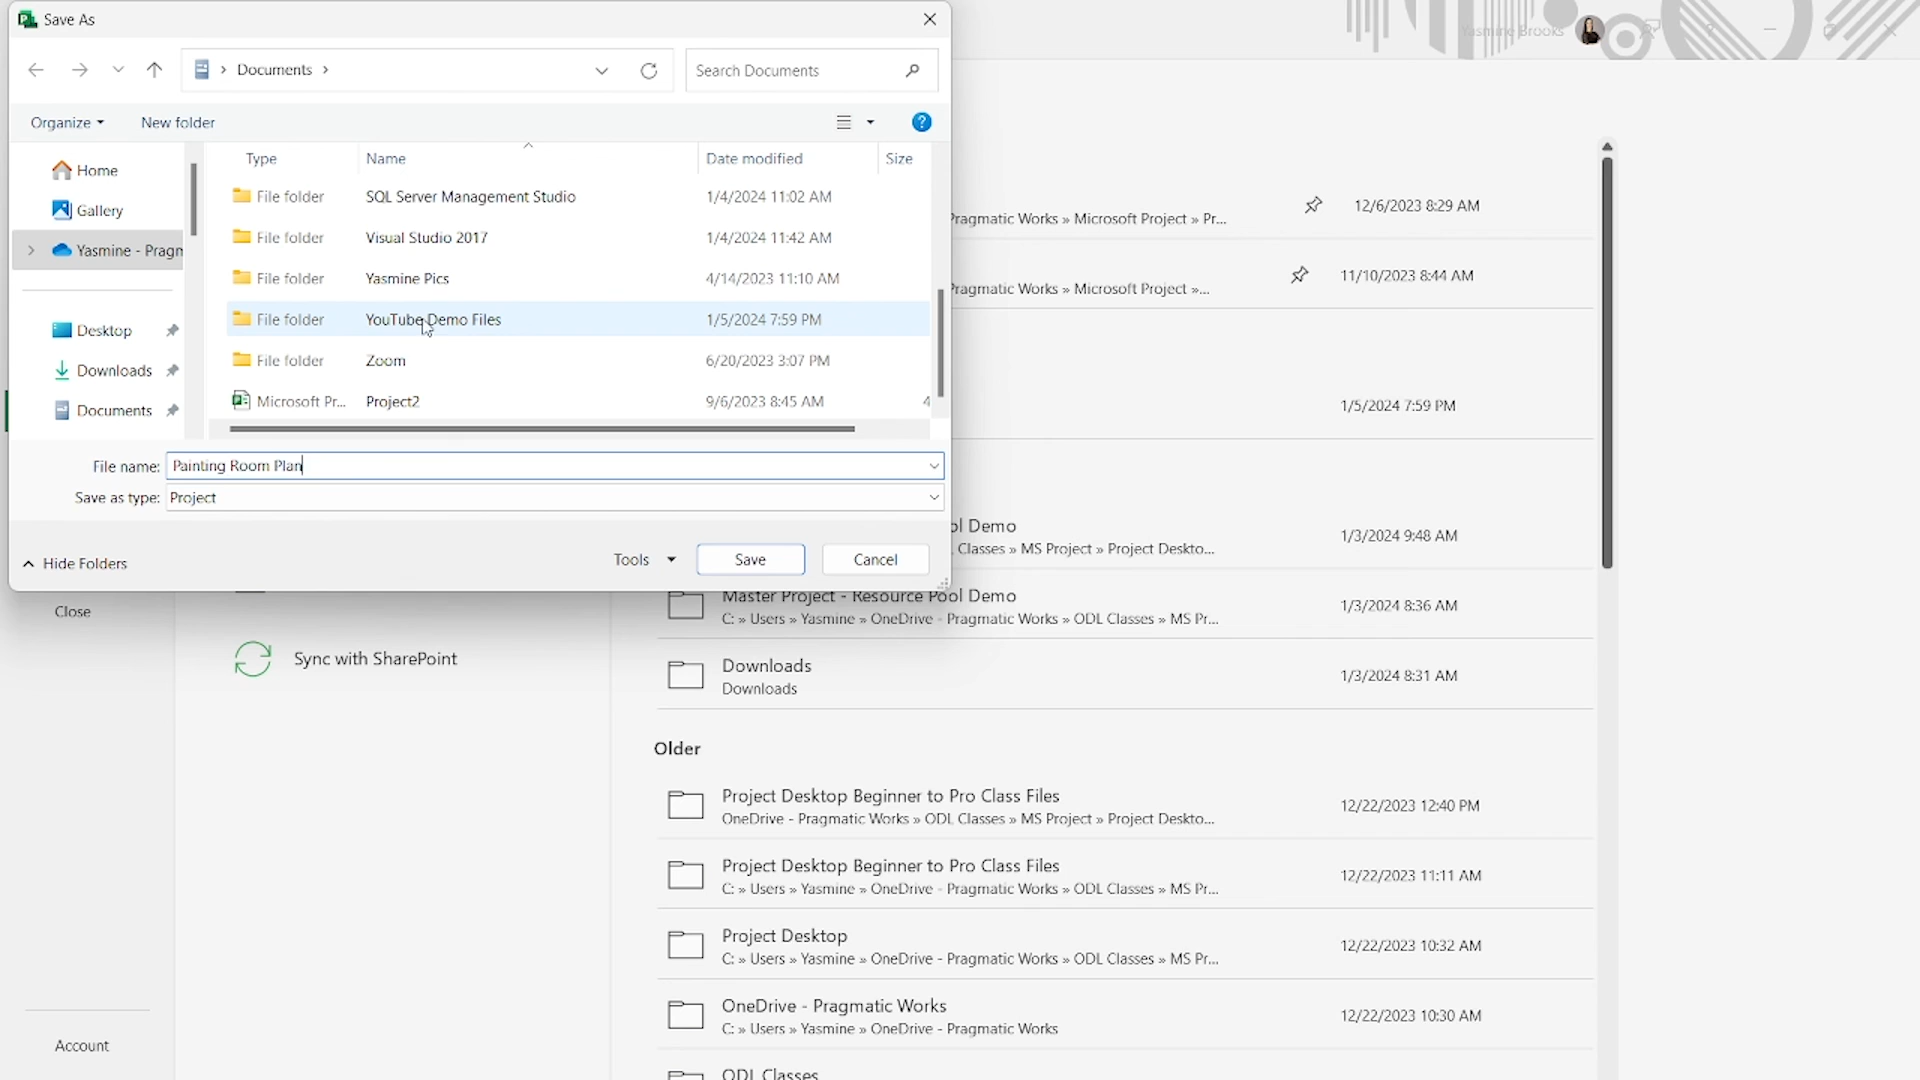 Save As
Yasmine Brooks
Documents
Search Documents
Organize
New folder
Type Name Date modified Size
Home
Gallery
Yasmine - Pragm
Desktop
Downloads
Documents
File folder SQL Server Management Studio 1/4/2024 11:02 AM
File folder Visual Studio 2017 1/4/2024 11:42 AM
File folder Yasmine Pics 4/14/2023 11:10 AM
File folder YouTube Demo Files 1/5/2024 7:59 PM
File folder Zoom 6/20/2023 3:07 PM
Microsoft Pr... Project2 9/6/2023 8:45 AM 4
File name: Painting Room Plan
Save as type: Project
Hide Folders
Tools
Save
Cancel
Close
Sync with SharePoint
Account
12/6/2023 8:29 AM
Pragmatic Works » Microsoft Project » Pr...
11/10/2023 8:44 AM
Pragmatic Works » Microsoft Project »...
1/5/2024 7:59 PM
ol Demo
1/3/2024 9:48 AM
Classes » MS Project » Project Deskto...
Master Project - Resource Pool Demo
1/3/2024 8:36 AM
C: » Users » Yasmine » OneDrive - Pragmatic Works » ODL Classes » MS Pr...
Downloads
1/3/2024 8:31 AM
Downloads
Older
Project Desktop Beginner to Pro Class Files
12/22/2023 12:40 PM
OneDrive - Pragmatic Works » ODL Classes » MS Project » Project Deskto...
Project Desktop Beginner to Pro Class Files
12/22/2023 11:11 AM
C: » Users » Yasmine » OneDrive - Pragmatic Works » ODL Classes » MS Pr...
Project Desktop
12/22/2023 10:32 AM
C: » Users » Yasmine » OneDrive - Pragmatic Works » ODL Classes » MS Pr...
OneDrive - Pragmatic Works
12/22/2023 10:30 AM
C: » Users » Yasmine » OneDrive - Pragmatic Works
ODL Classes